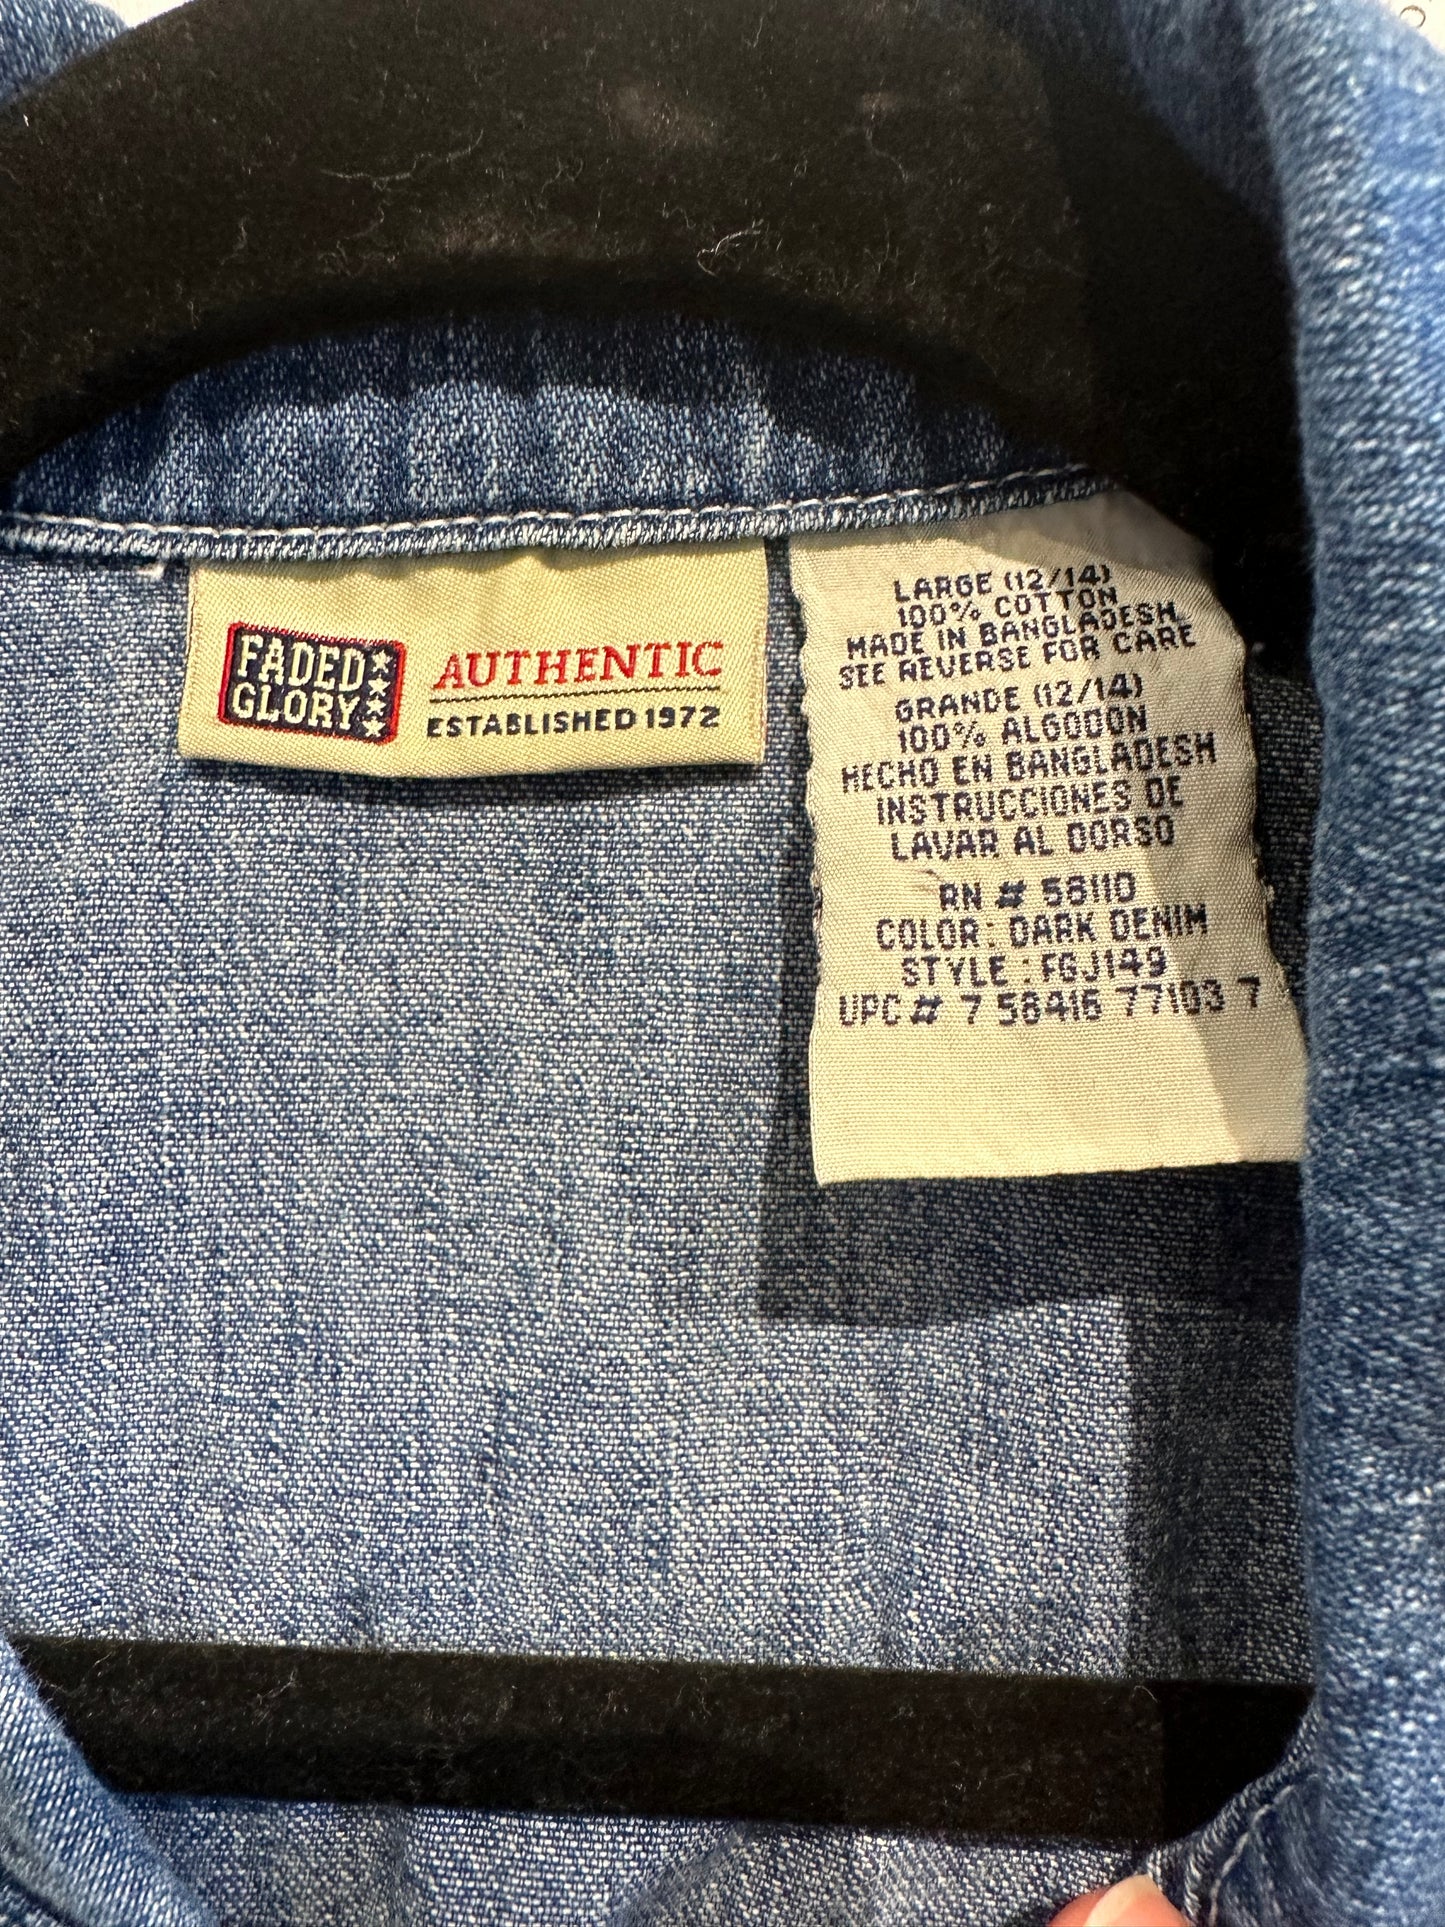 FADED
GLORY
AUTHENTIC
ESTABLISHED 1972
LARGE (12/14)
100% COTTON
MADE IN BANGLADESH
SEE REVERSE FOR CARE
GRANDE (12/14)
100% ALGODON
HECHO EN BANGLADESH
INSTRUCCIONES DE
LAVAR AL DORSO
RN # 56110
COLOR: DARK DENIM
STYLE: FGJ149
UPC # 7 58416 77103 7